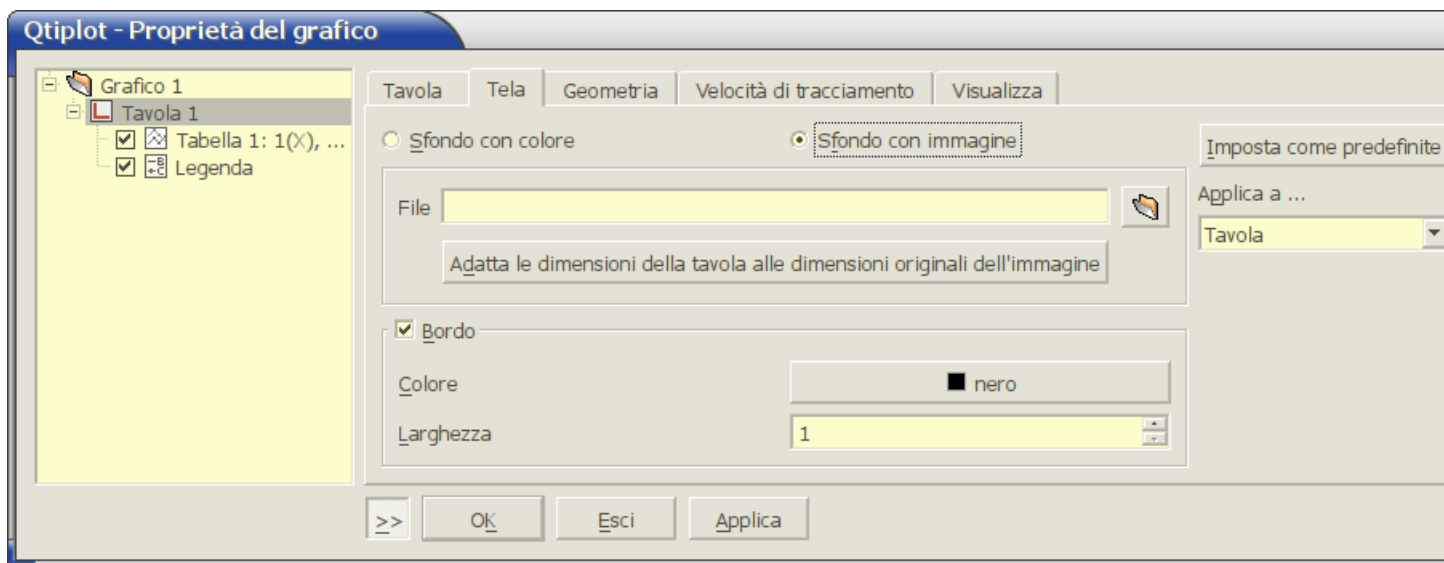 Qtiplot - Proprietà del grafico
Grafico 1
Tavola 1
Tabella 1: 1(X), ...
Legenda
Tavola
Tela
Geometria
Velocità di tracciamento
Visualizza
Sfondo con colore
Sfondo con immagine
File
Adatta le dimensioni della tavola alle dimensioni originali dell'immagine
Bordo
Colore
nero
Larghezza
1
Imposta come predefinite
Applica a ...
Tavola
>>
OK
Esci
Applica